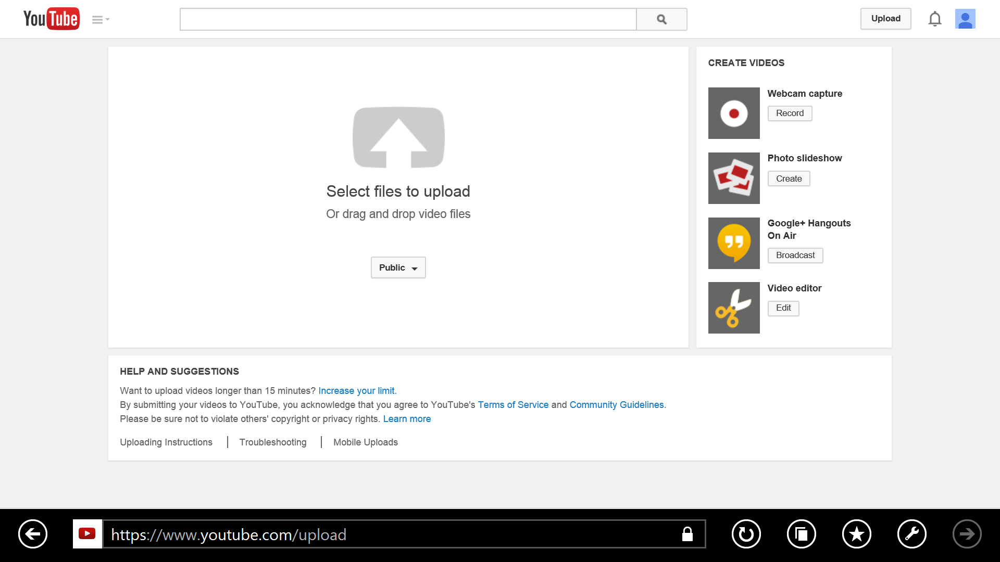 YouTube
Upload
Select files to upload
Or drag and drop video files
Public
CREATE VIDEOS
Webcam capture
Record
Photo slideshow
Create
Google+ Hangouts
On Air
Broadcast
Video editor
Edit
HELP AND SUGGESTIONS
Want to upload videos longer than 15 minutes? Increase your limit.
By submitting your videos to YouTube, you acknowledge that you agree to YouTube's Terms of Service and Community Guidelines.
Please be sure not to violate others' copyright or privacy rights. Learn more
Uploading Instructions | Troubleshooting | Mobile Uploads
https://www.youtube.com/upload